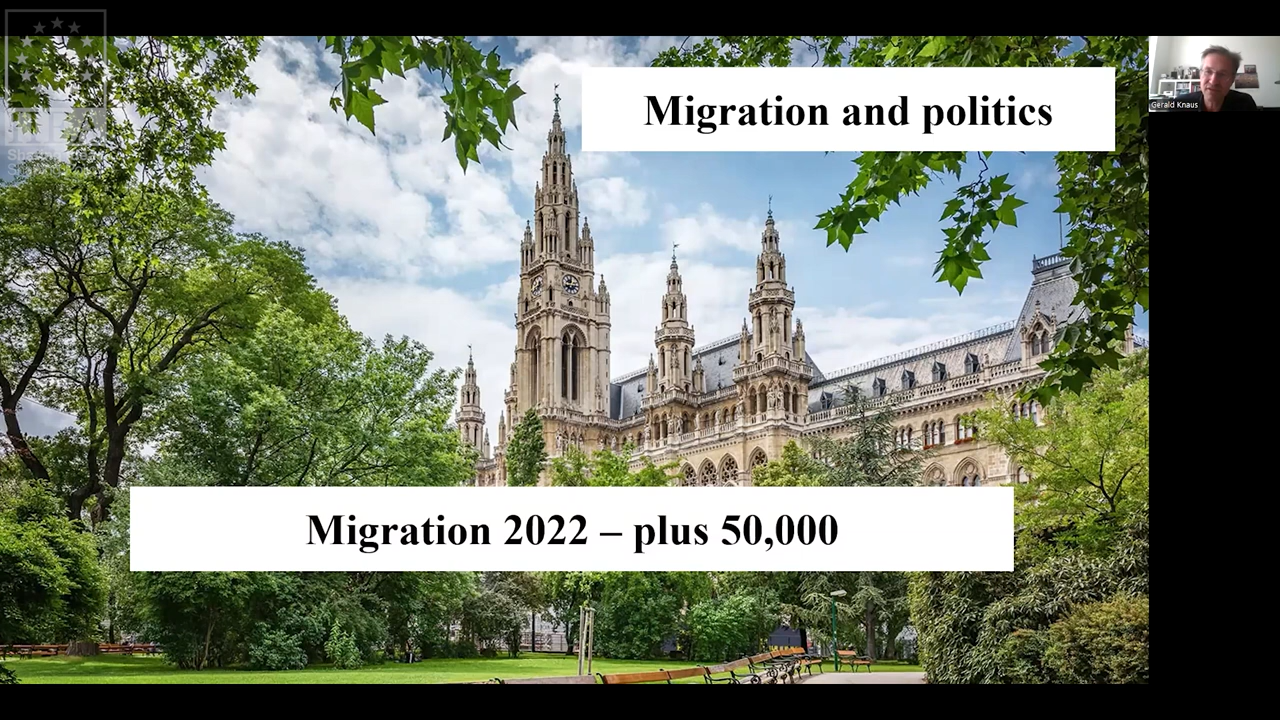 Migration and politics
Gerald Knaus
Migration 2022 – plus 50,000